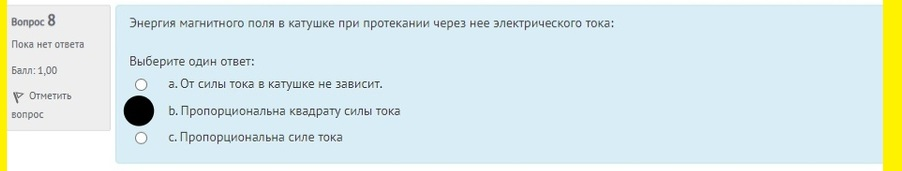 Вопрос 8
Пока нет ответа
Балл: 1,00
Отметить
вопрос
Энергия магнитного поля в катушке при протекании через нее электрического тока:
Выберите один ответ:
a. От силы тока в катушке не зависит.
b. Пропорциональна квадрату силы тока
c. Пропорциональна силе тока